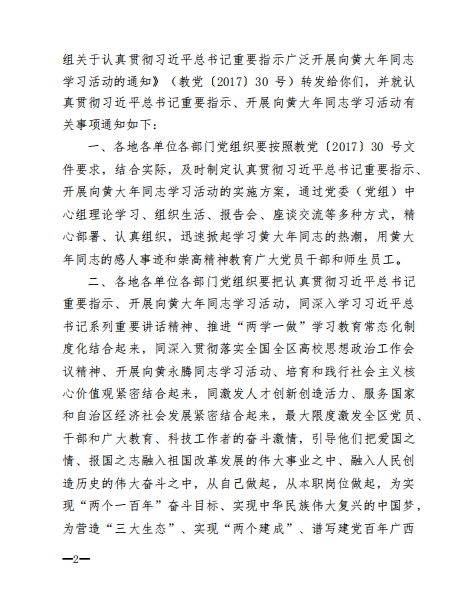 组关于认真贯彻习近平总书记重要指示广泛开展向黄大年同志
学习活动的通知》（教党〔2017〕30 号）转发给你们，并就认
真贯彻习近平总书记重要指示、开展向黄大年同志学习活动有
关事项通知如下：
一、各地各单位各部门党组织要按照教党〔2017〕30 号文
件要求，结合实际，及时制定认真贯彻习近平总书记重要指示、
开展向黄大年同志学习活动的实施方案，通过党委（党组）中
心组理论学习、组织生活、报告会、座谈交流等多种方式，精
心部署、认真组织，迅速掀起学习黄大年同志的热潮，用黄大
年同志的感人事迹和崇高精神教育广大党员干部和师生员工。
二、各地各单位各部门党组织要把认真贯彻习近平总书记
重要指示、开展向黄大年同志学习活动，同深入学习习近平总
书记系列重要讲话精神、推进“两学一做”学习教育常态化制
度化结合起来，同深入贯彻落实全国全区高校思想政治工作会
议精神、开展向黄永腾同志学习活动、培育和践行社会主义核
心价值观紧密结合起来，同激发人才创新创造活力、服务国家
和自治区经济社会发展紧密结合起来，最大限度激发全区党员、
干部和广大教育、科技工作者的奋斗激情，引导他们把爱国之
情、报国之志融入祖国改革发展的伟大事业之中、融入人民创
造历史的伟大奋斗之中，从自己做起，从本职岗位做起，为实
现“两个一百年”奋斗目标、实现中华民族伟大复兴的中国梦，
为营造“三大生态”、实现“两个建成”、谱写建党百年广西
—2—